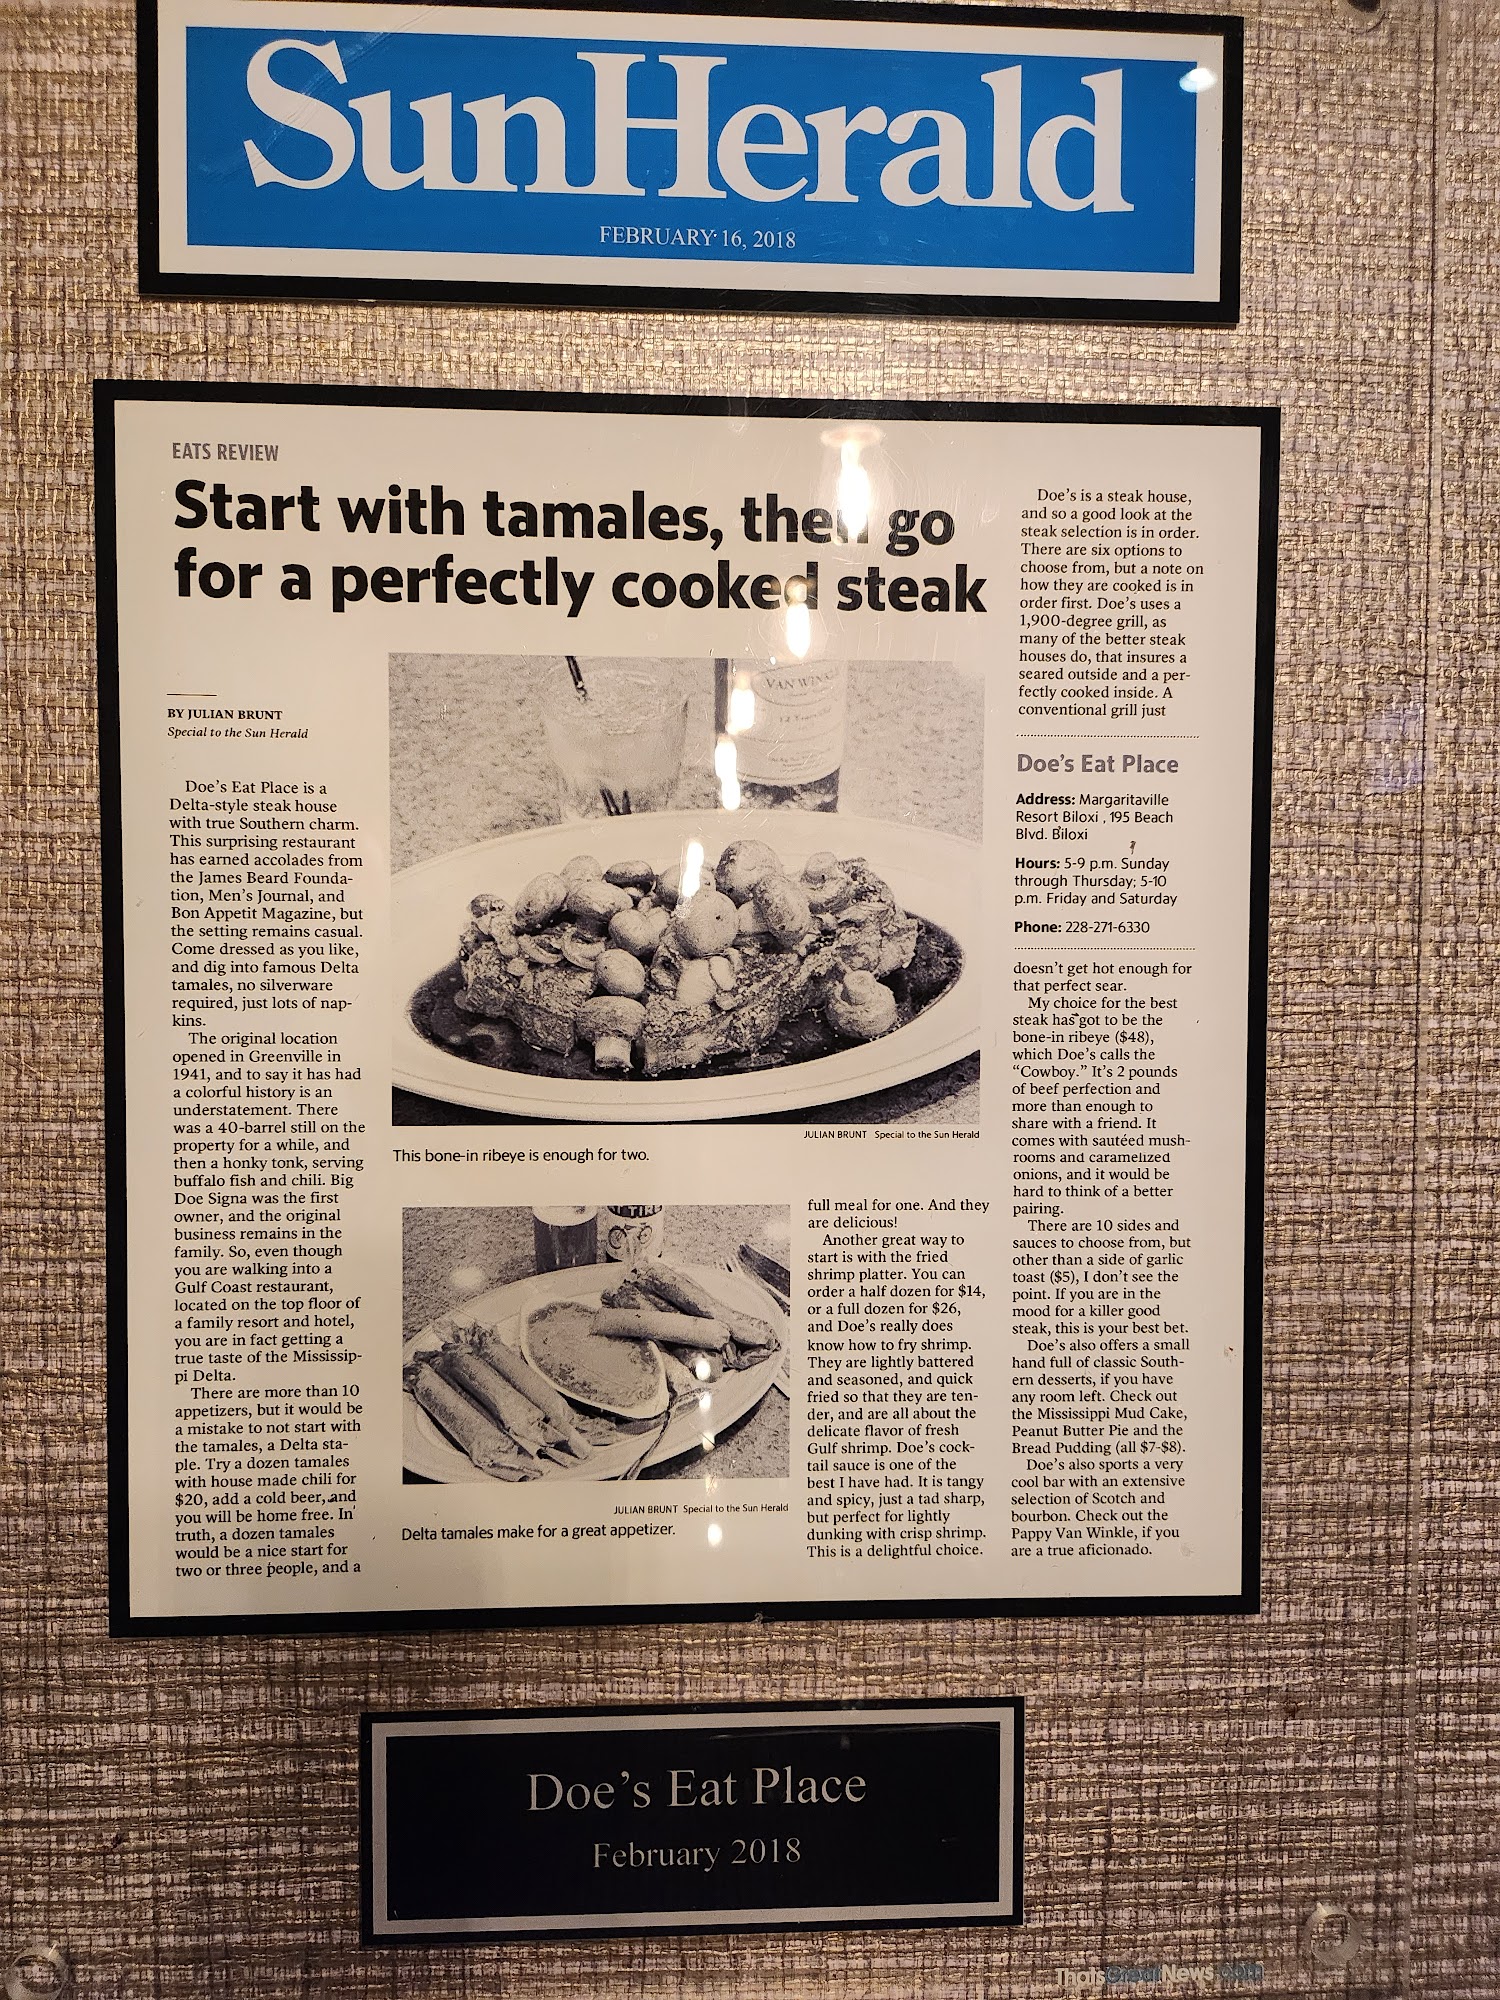 SunHerald
FEBRUARY 16, 2018
EATS REVIEW
Start with tamales, then go
for a perfectly cooked steak
BY JULIAN BRUNT
Special to the Sun Herald
Doe's Eat Place is a
Delta-style steak house
with true Southern charm.
This surprising restaurant
has earned accolades from
the James Beard Founda-
tion, Men's Journal, and
Bon Appetit Magazine, but
the setting remains casual.
Come dressed as you like,
and dig into famous Delta
tamales, no silverware
required, just lots of nap-
kins.
The original location
opened in Greenville in
1941, and to say it has had
a colorful history is an
understatement. There
was a 40-barrel still on the
property for a while, and
then a honky tonk, serving
buffalo fish and chili. Big
Doe Signa was the first
owner, and the original
business remains in the
family. So, even though
you are walking into a
Gulf Coast restaurant,
located on the top floor of
a family resort and hotel,
you are in fact getting a
true taste of the Mississip-
pi Delta.
There are more than 10
appetizers, but it would be
a mistake to not start with
the tamales, a Delta sta-
ple. Try a dozen tamales
with house made chili for
$20, add a cold beer, and
you will be home free. In
truth, a dozen tamales
would be a nice start for
two or three people, and a
VAN WINK
12 Years
JULIAN BRUNT Special to the Sun Herald
This bone-in ribeye is enough for two.
TIRE
JULIAN BRUNT Special to the Sun Herald
Delta tamales make for a great appetizer.
full meal for one. And they
are delicious!
Another great way to
start is with the fried
shrimp platter. You can
order a half dozen for $14,
or a full dozen for $26,
and Doe's really does
know how to fry shrimp.
They are lightly battered
and seasoned, and quick
fried so that they are ten-
der, and are all about the
delicate flavor of fresh
Gulf shrimp. Doe's cock-
tail sauce is one of the
best I have had. It is tangy
and spicy, just a tad sharp,
but perfect for lightly
dunking with crisp shrimp.
This is a delightful choice.
Doe's is a steak house,
and so a good look at the
steak selection is in order.
There are six options to
choose from, but a note on
how they are cooked is in
order first. Doe's uses a
1,900-degree grill, as
many of the better steak
houses do, that insures a
seared outside and a per-
fectly cooked inside. A
conventional grill just
Doe's Eat Place
Address: Margaritaville
Resort Biloxi , 195 Beach
Blvd. Biloxi
Hours: 5-9 p.m. Sunday
through Thursday; 5-10
p.m. Friday and Saturday
Phone: 228-271-6330
doesn't get hot enough for
that perfect sear.
My choice for the best
steak has got to be the
bone-in ribeye ($48),
which Doe's calls the
"Cowboy." It's 2 pounds
of beef perfection and
more than enough to
share with a friend. It
comes with sautéed mush-
rooms and caramelized
onions, and it would be
hard to think of a better
pairing.
There are 10 sides and
sauces to choose from, but
other than a side of garlic
toast ($5), I don't see the
point. If you are in the
mood for a killer good
steak, this is your best bet.
Doe's also offers a small
hand full of classic South-
ern desserts, if you have
any room left. Check out
the Mississippi Mud Cake,
Peanut Butter Pie and the
Bread Pudding (all $7-$8).
Doe's also sports a very
cool bar with an extensive
selection of Scotch and
bourbon. Check out the
Pappy Van Winkle, if you
are a true aficionado.
Doe's Eat Place
February 2018
ThatsGreatNews.com